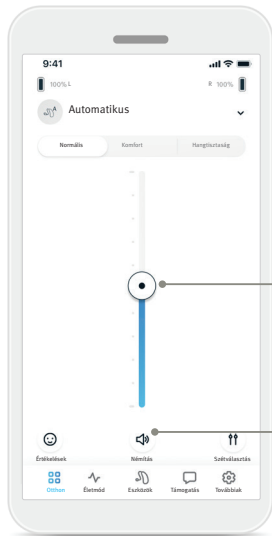 9:41
100% L
R 100%
A
Automatikus
Normális Komfort Hangtisztaság
Értékelések Némítás Szétválasztás
Otthon Életmód Eszközök Támogatás Továbbiak